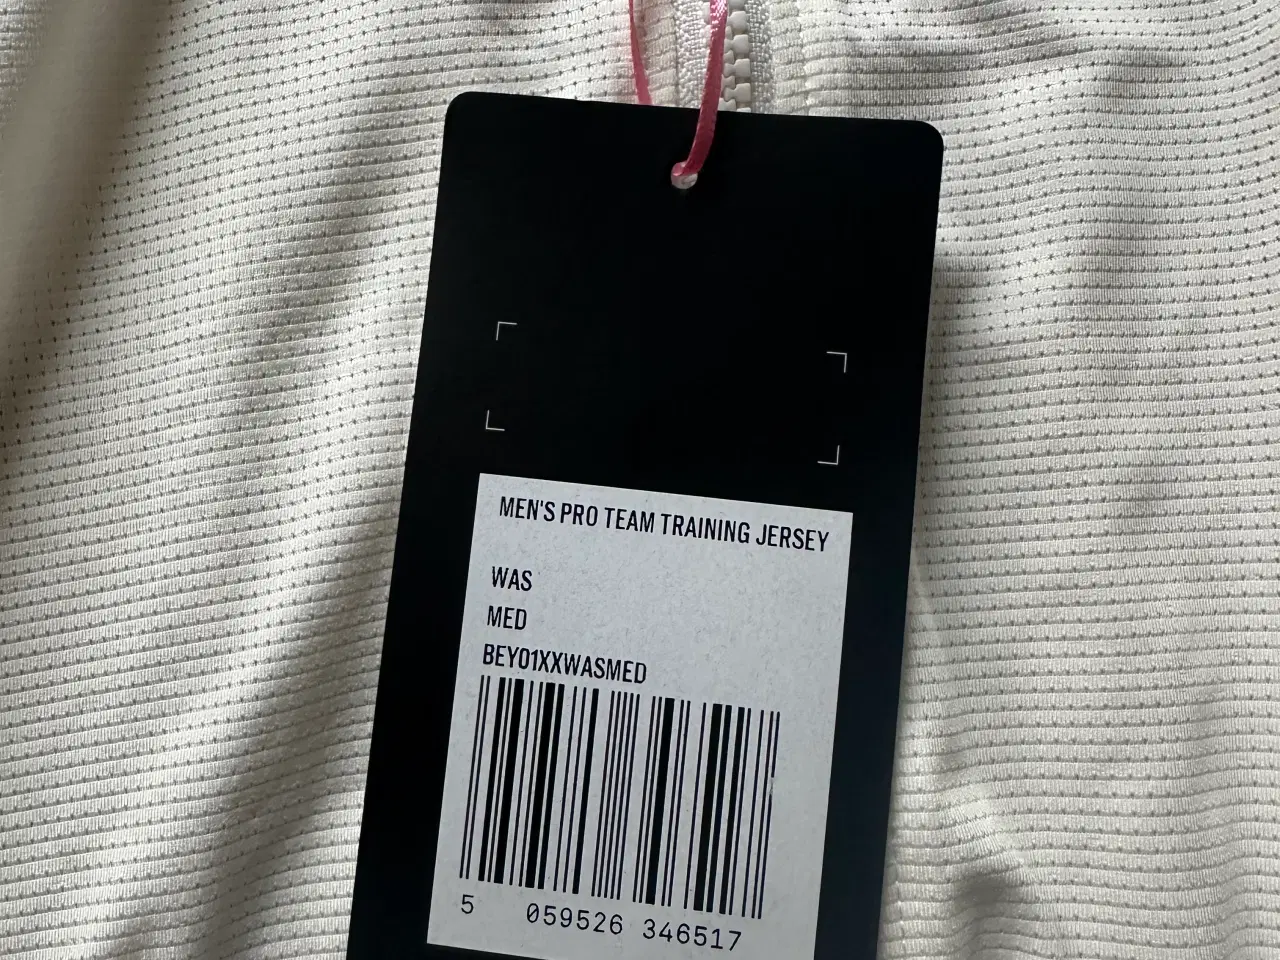 MEN'S PRO TEAM TRAINING JERSEY
WAS
MED
BEY01XXWASMED
5 059526 346517